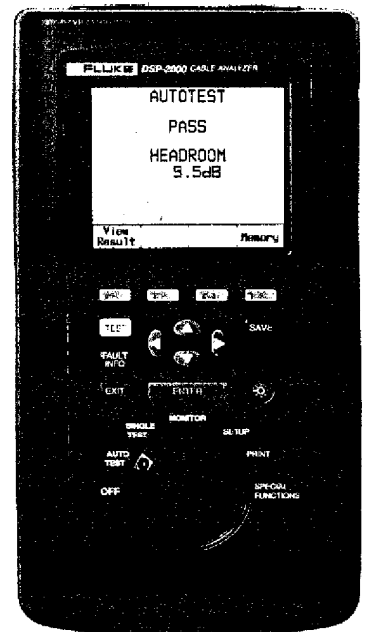 FLUKE DSP-2000 CABLE ANALYZER
AUTOTEST
PASS
HEADROOM
9.5dB
View
Result
Memory
TEST
SAVE
FAULT
INFO
EXIT
ENTER
SINGLE
TEST
MONITOR
SETUP
AUTO
TEST
PRINT
OFF
SPECIAL
FUNCTIONS